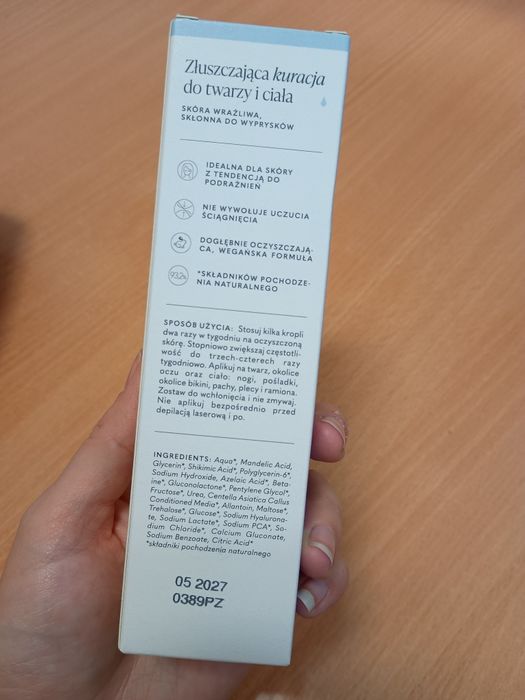 Złuszczająca kuracja
do twarzy i ciała
SKÓRA WRAŻLIWA,
SKŁONNA DO WYPRYSKÓW
IDEALNA DLA SKÓRY
Z TENDENCJĄ DO
PODRAŻNIEŃ
NIE WYWOŁUJE UCZUCIA
ŚCIĄGNIĘCIA
DOGŁĘBNIE OCZYSZCZAJĄ-
CA, WEGAŃSKA FORMUŁA
93,2%
*SKŁADNIKÓW POCHODZE-
NIA NATURALNEGO
SPOSÓB UŻYCIA: Stosuj kilka kropli
dwa razy w tygodniu na oczyszczoną
skórę. Stopniowo zwiększaj częstotli-
wość do trzech-czterech razy
tygodniowo. Aplikuj na twarz, okolice
oczu oraz ciało: nogi, pośladki,
okolice bikini, pachy, plecy i ramiona.
Zostaw do wchłonięcia i nie zmywaj.
Nie aplikuj bezpośrednio przed
depilacją laserową i po.
INGREDIENTS: Aqua*, Mandelic Acid,
Glycerin*, Shikimic Acid*, Polyglycerin-6*,
Sodium Hydroxide, Azelaic Acid*, Beta-
ine*, Gluconolactone*, Pentylene Glycol*,
Fructose*, Urea, Centella Asiatica Callus
Conditioned Media*, Allantoin, Maltose*,
Trehalose*, Glucose*, Sodium Hyalurona-
te, Sodium Lactate*, Sodium PCA*, So-
dium Chloride*, Calcium Gluconate,
Sodium Benzoate, Citric Acid*
*składniki pochodzenia naturalnego
05 2027
0389PZ